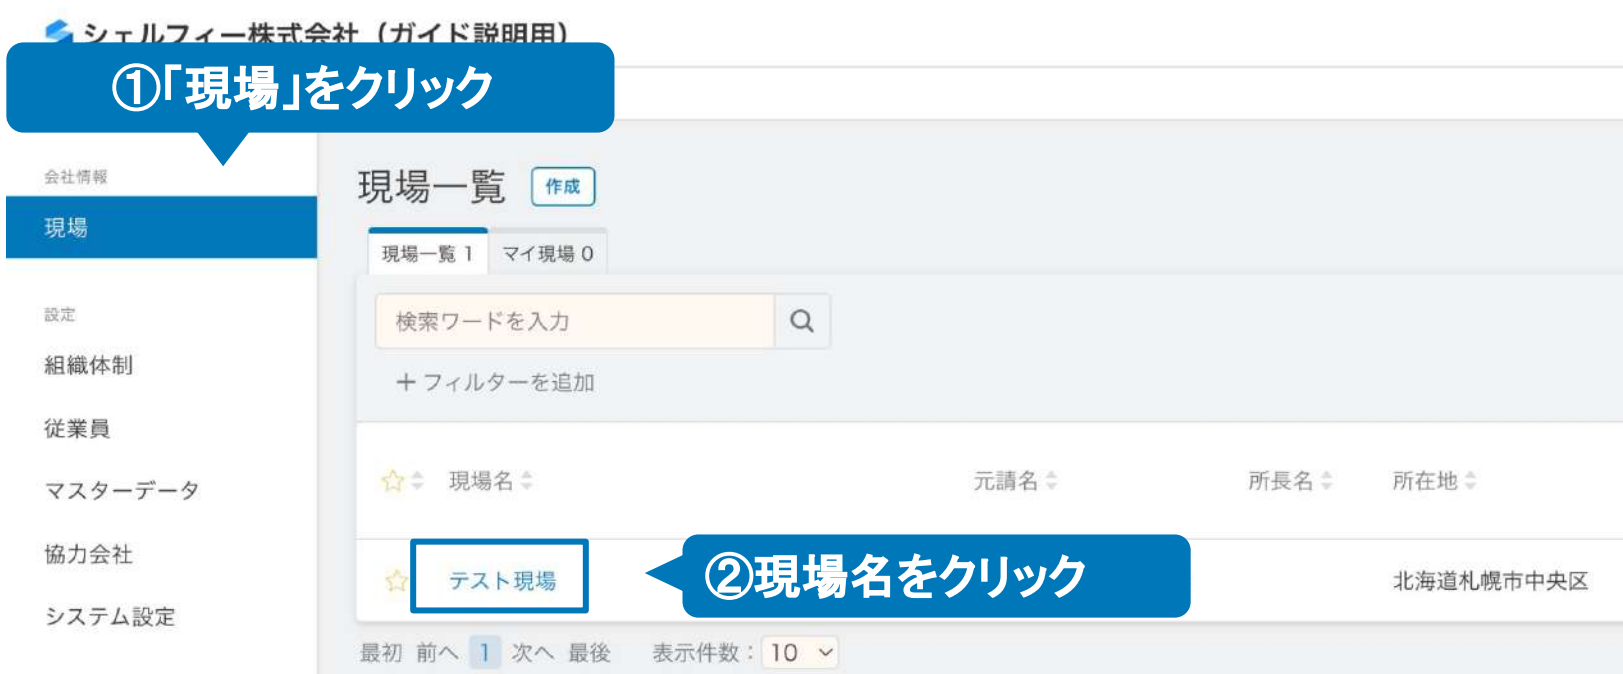 シェルフィー株式会社（ガイド説明用）
①「現場」をクリック
会社情報
現場
設定
組織体制
従業員
マスターデータ
協力会社
システム設定
現場一覧 作成
現場一覧 1 マイ現場 0
検索ワードを入力
＋フィルターを追加
現場名 元請名 所長名 所在地
テスト現場 ②現場名をクリック 北海道札幌市中央区
最初 前へ 1 次へ 最後 表示件数： 10